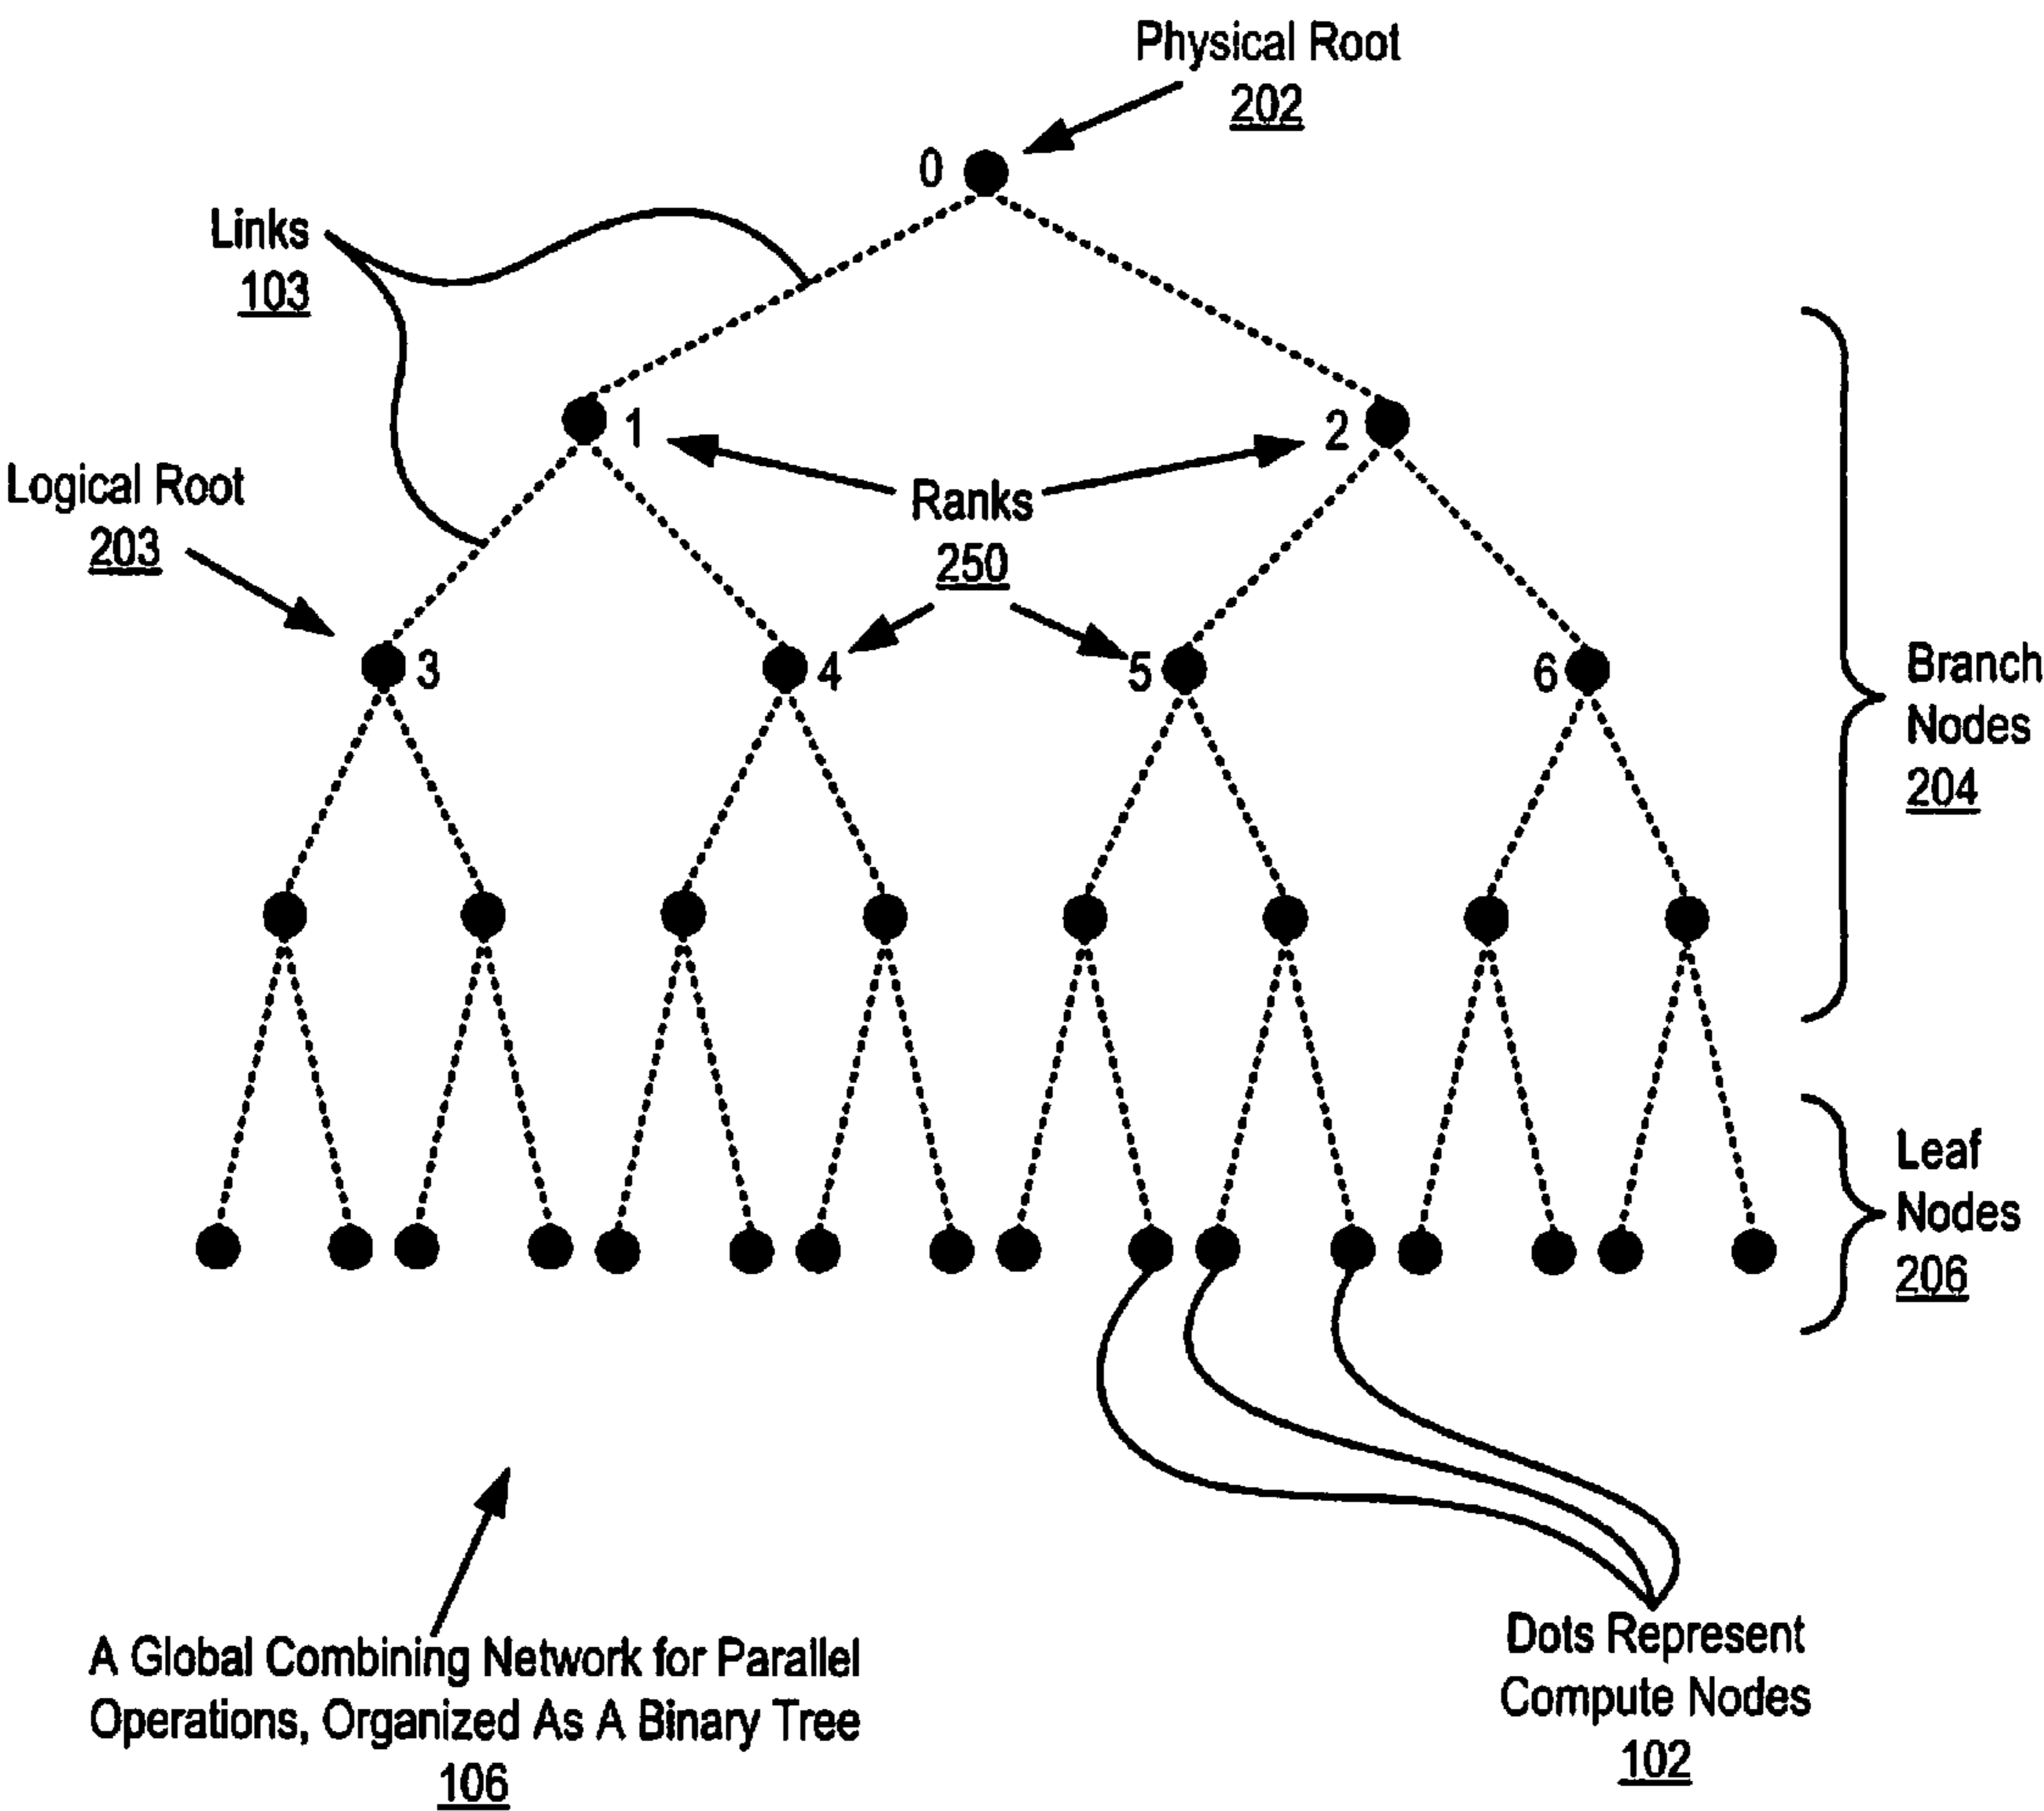 Physical Root
202
0
Links
103
1
2
Logical Root
203
Ranks
250
3
4
5
6
Branch
Nodes
204
Leaf
Nodes
206
A Global Combining Network for Parallel
Operations, Organized As A Binary Tree
106
Dots Represent
Compute Nodes
102